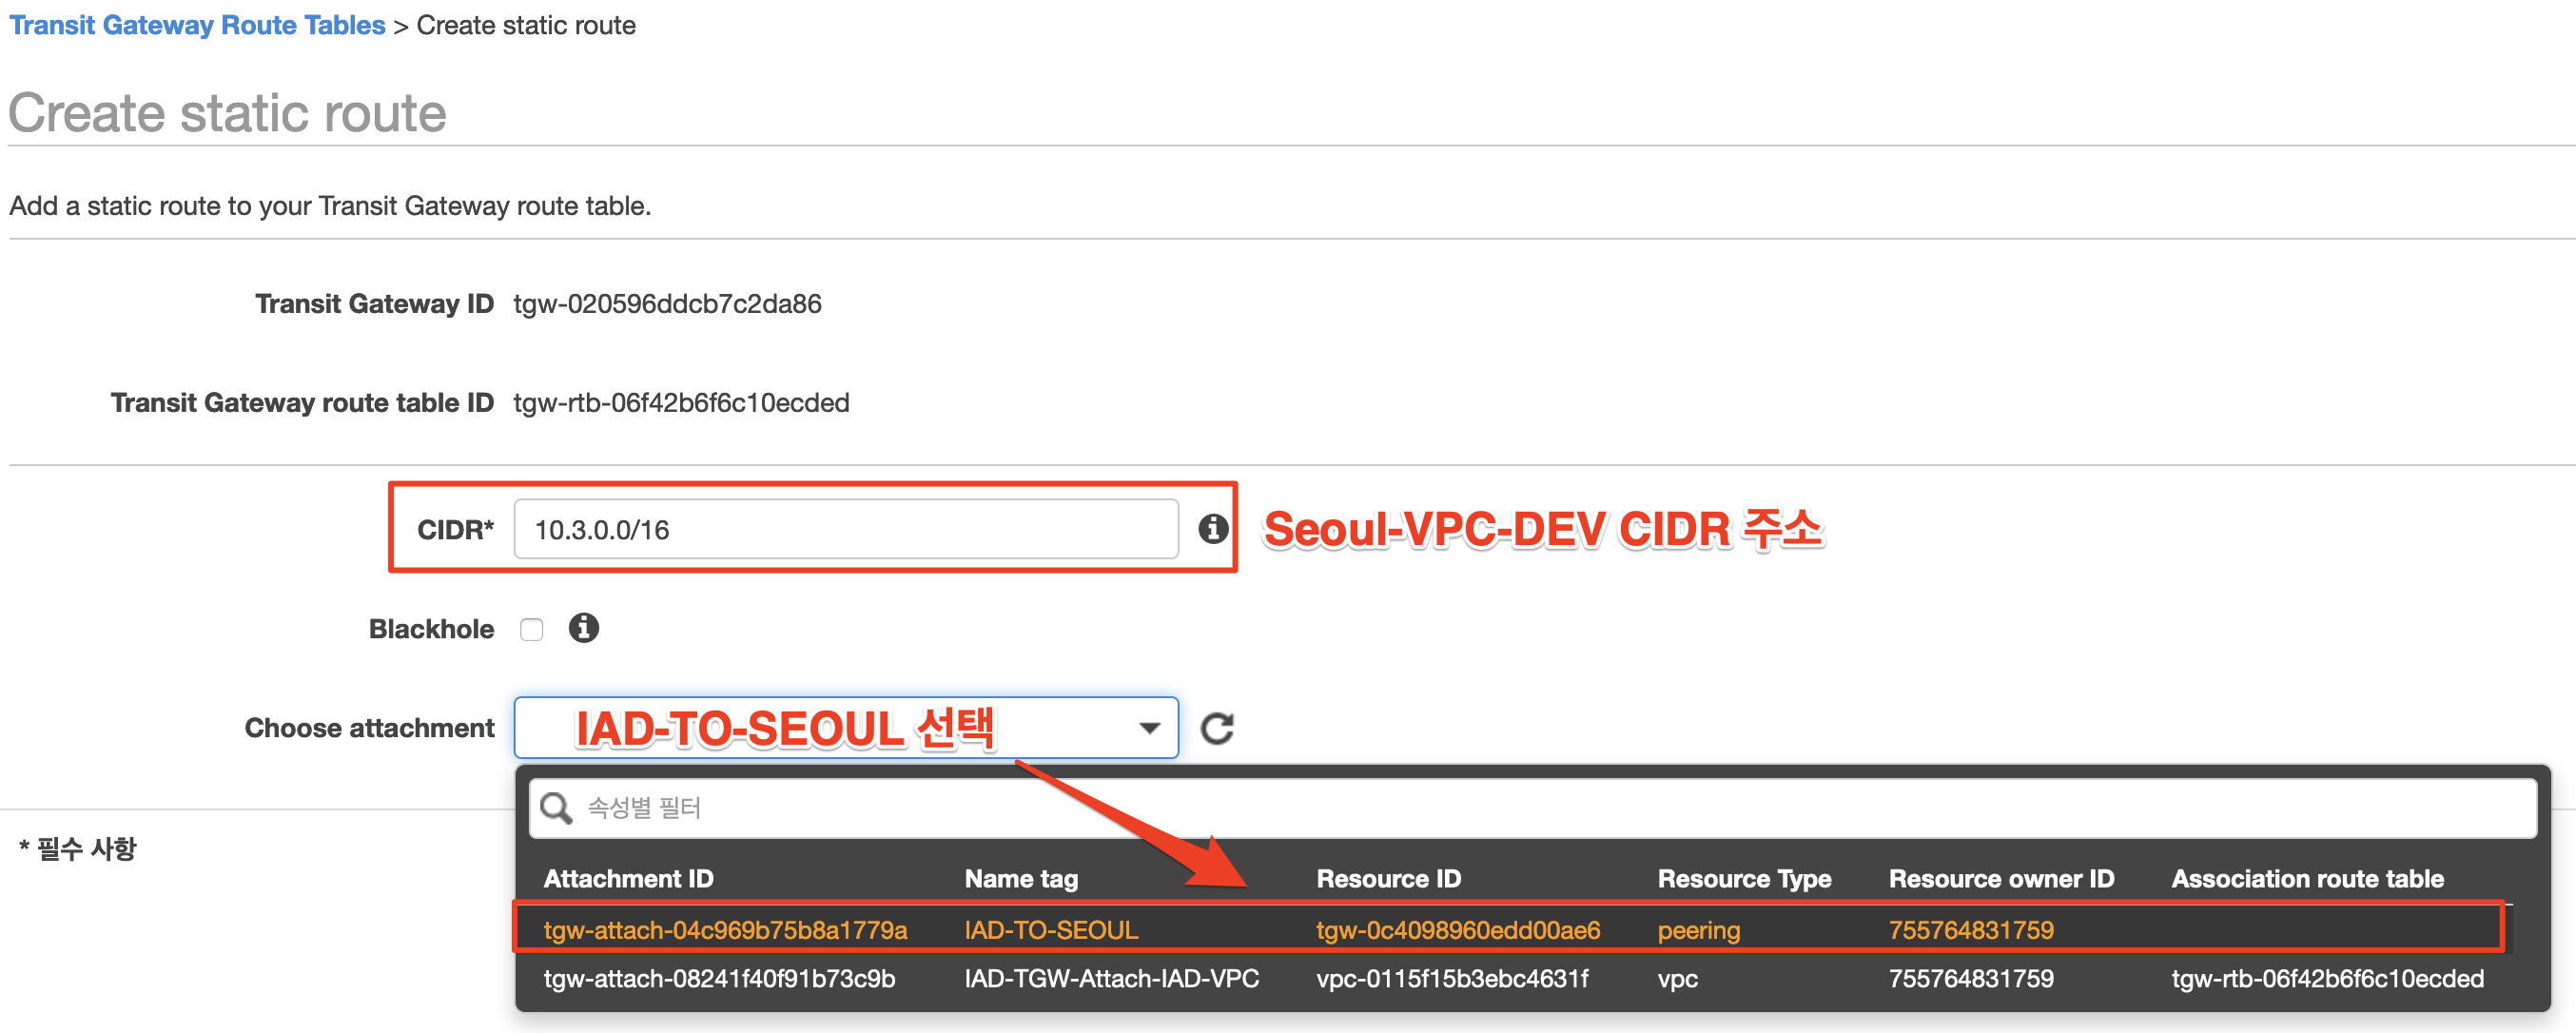 Transit Gateway Route Tables > Create static route
Create static route
Add a static route to your Transit Gateway route table.
Transit Gateway ID tgw-020596ddcb7c2da86
Transit Gateway route table ID tgw-rtb-06f42b6f6c10ecded
CIDR* 10.3.0.0/16 Seoul-VPC-DEV CIDR 주소
Blackhole
Choose attachment IAD-TO-SEOUL 선택
속성별 필터
* 필수 사항
Attachment ID Name tag Resource ID Resource Type Resource owner ID Association route table
tgw-attach-04c969b75b8a1779a IAD-TO-SEOUL tgw-0c4098960edd00ae6 peering 755764831759
tgw-attach-08241f40f91b73c9b IAD-TGW-Attach-IAD-VPC vpc-0115f15b3ebc4631f vpc 755764831759 tgw-rtb-06f42b6f6c10ecded